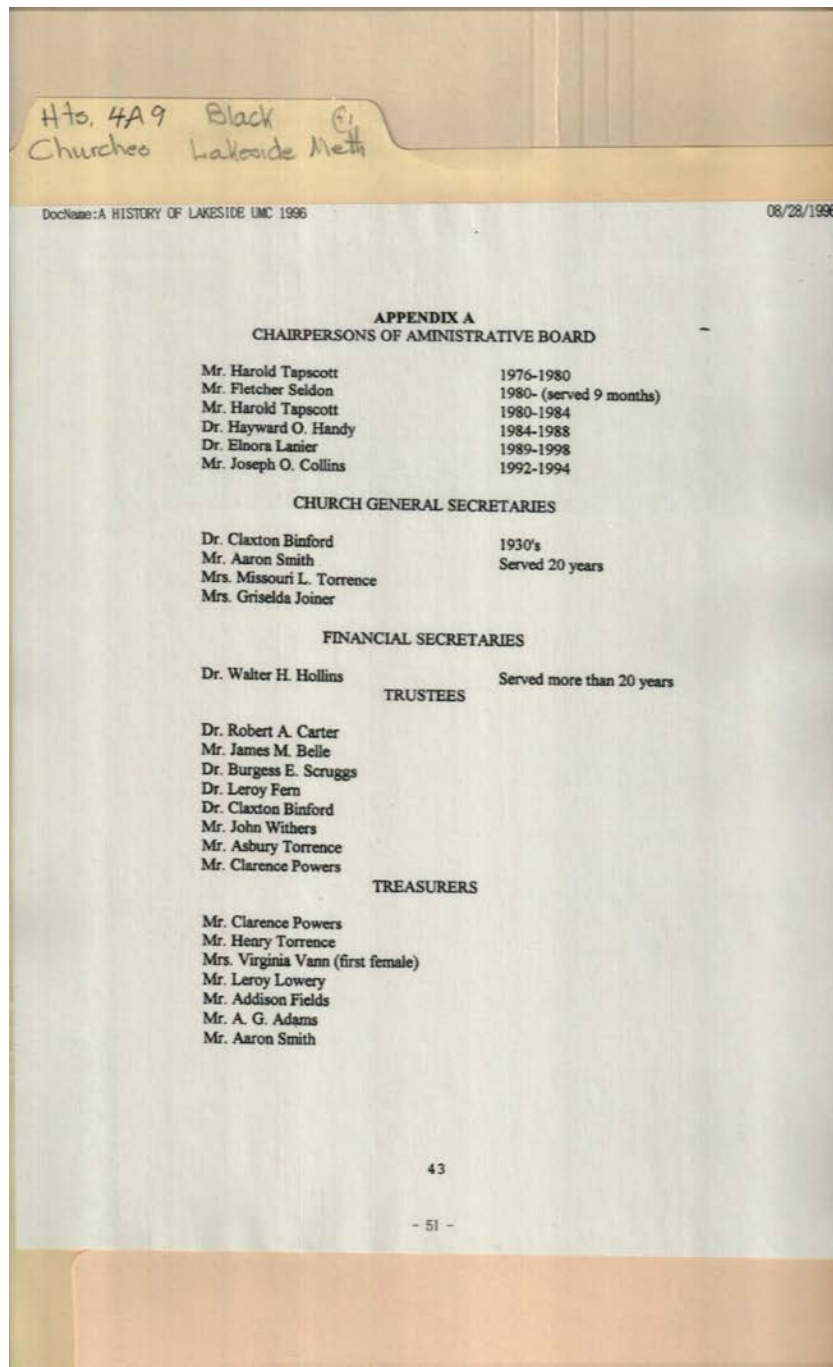 Hts. 4A9 Black
Churches Lakeside Meth
DocName:A HISTORY OF LAKESIDE UMC 1996 08/28/1996
APPENDIX A
CHAIRPERSONS OF AMINISTRATIVE BOARD
Mr. Harold Tapscott 1976-1980
Mr. Fletcher Seldon 1980- (served 9 months)
Mr. Harold Tapscott 1980-1984
Dr. Hayward O. Handy 1984-1988
Dr. Elnora Lanier 1989-1998
Mr. Joseph O. Collins 1992-1994
CHURCH GENERAL SECRETARIES
Dr. Claxton Binford 1930's
Mr. Aaron Smith Served 20 years
Mrs. Missouri L. Torrence
Mrs. Griselda Joiner
FINANCIAL SECRETARIES
Dr. Walter H. Hollins Served more than 20 years
TRUSTEES
Dr. Robert A. Carter
Mr. James M. Belle
Dr. Burgess E. Scruggs
Dr. Leroy Fern
Dr. Claxton Binford
Mr. John Withers
Mr. Asbury Torrence
Mr. Clarence Powers
TREASURERS
Mr. Clarence Powers
Mr. Henry Torrence
Mrs. Virginia Vann (first female)
Mr. Leroy Lowery
Mr. Addison Fields
Mr. A. G. Adams
Mr. Aaron Smith
43
- 51 -